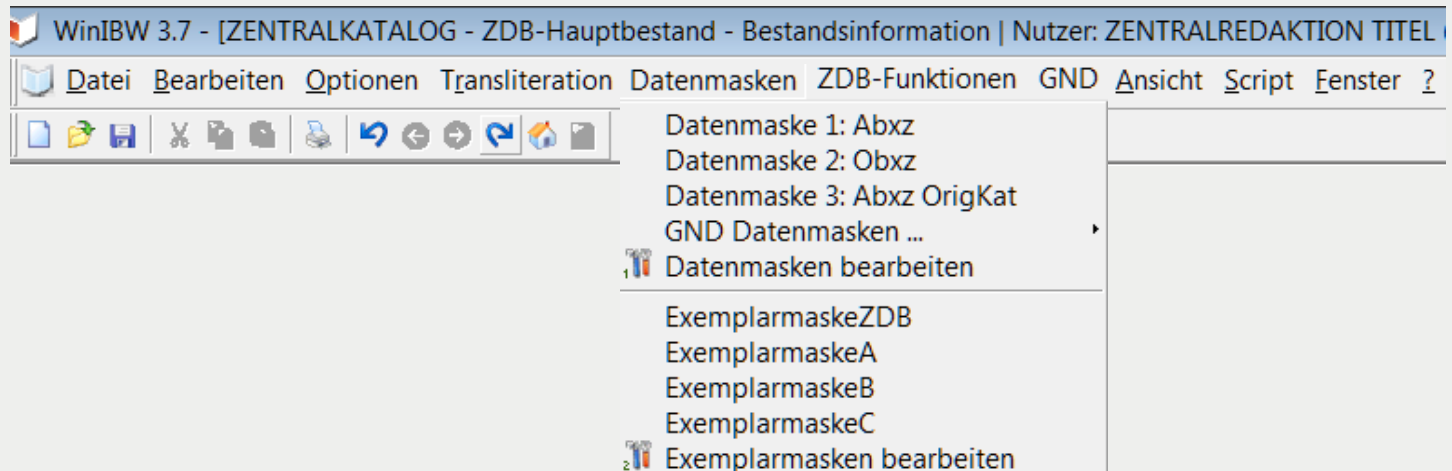 WinIBW 3.7 - [ZENTRALKATALOG - ZDB-Hauptbestand - Bestandsinformation | Nutzer: ZENTRALREDAKTION TITEL (
Datei Bearbeiten Optionen Transliteration Datenmasken ZDB-Funktionen GND Ansicht Script Fenster ?
Datenmaske 1: Abxz
Datenmaske 2: Obxz
Datenmaske 3: Abxz OrigKat
GND Datenmasken ...
1 Datenmasken bearbeiten
ExemplarmaskeZDB
ExemplarmaskeA
ExemplarmaskeB
ExemplarmaskeC
2 Exemplarmasken bearbeiten